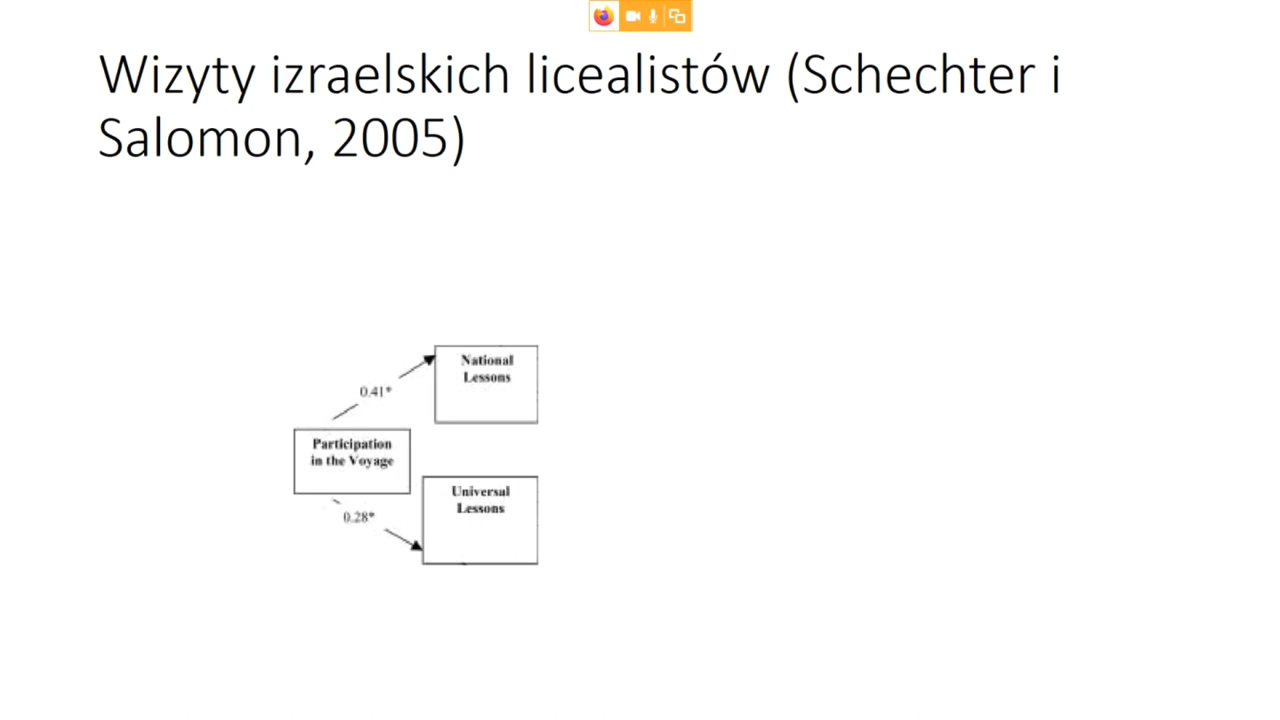 Wizyty izraelskich licealistów (Schechter i
Salomon, 2005)
National
Lessons
0.41*
Participation
in the Voyage
Universal
Lessons
0.28*